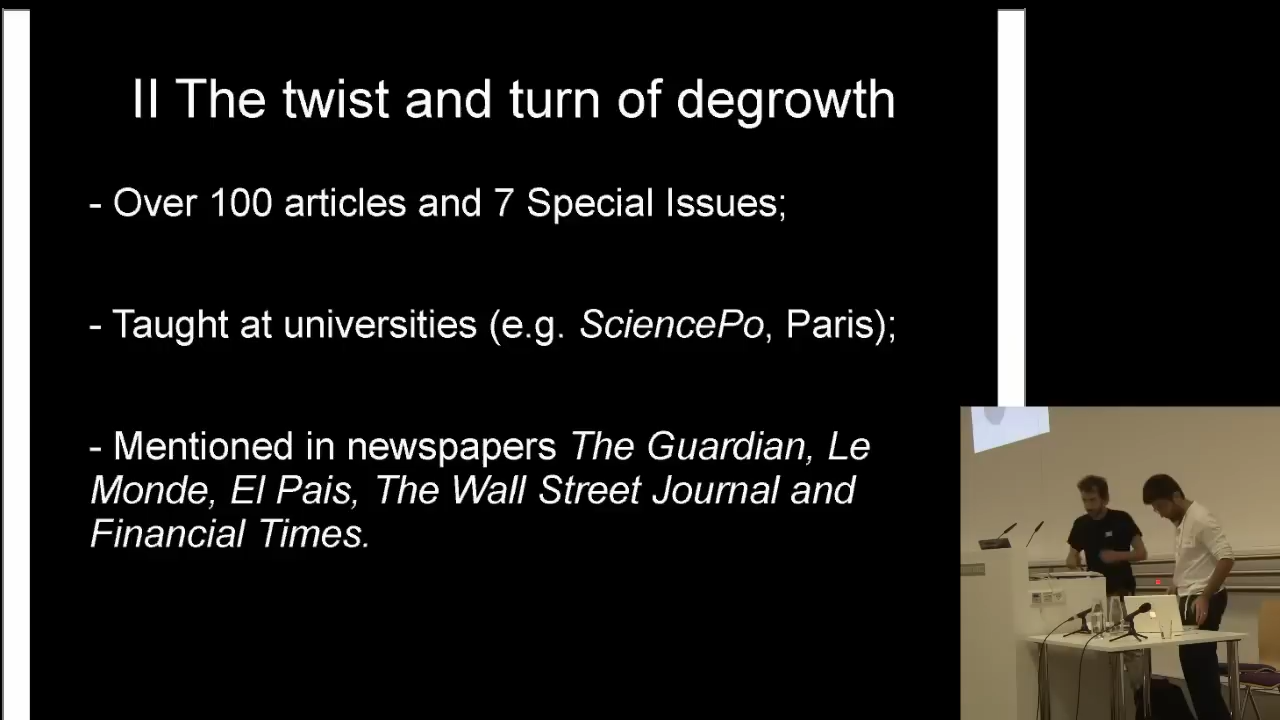 II The twist and turn of degrowth
- Over 100 articles and 7 Special Issues;
- Taught at universities (e.g. SciencePo, Paris);
- Mentioned in newspapers The Guardian, Le
Monde, El Pais, The Wall Street Journal and
Financial Times.